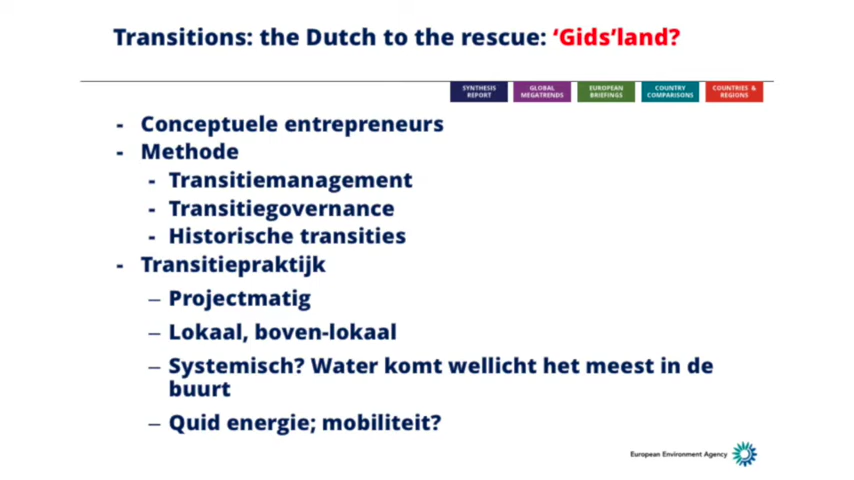 Transitions: the Dutch to the rescue: ‘Gids’land?
SYNTHESIS
REPORT
GLOBAL
MEGATRENDS
EUROPEAN
BRIEFINGS
COUNTRY
COMPARISONS
COUNTRIES &
REGIONS
- Conceptuele entrepreneurs
- Methode
- Transitiemanagement
- Transitiegovernance
- Historische transities
- Transitiepraktijk
– Projectmatig
– Lokaal, boven-lokaal
– Systemisch? Water komt wellicht het meest in de
buurt
– Quid energie; mobiliteit?
European Environment Agency